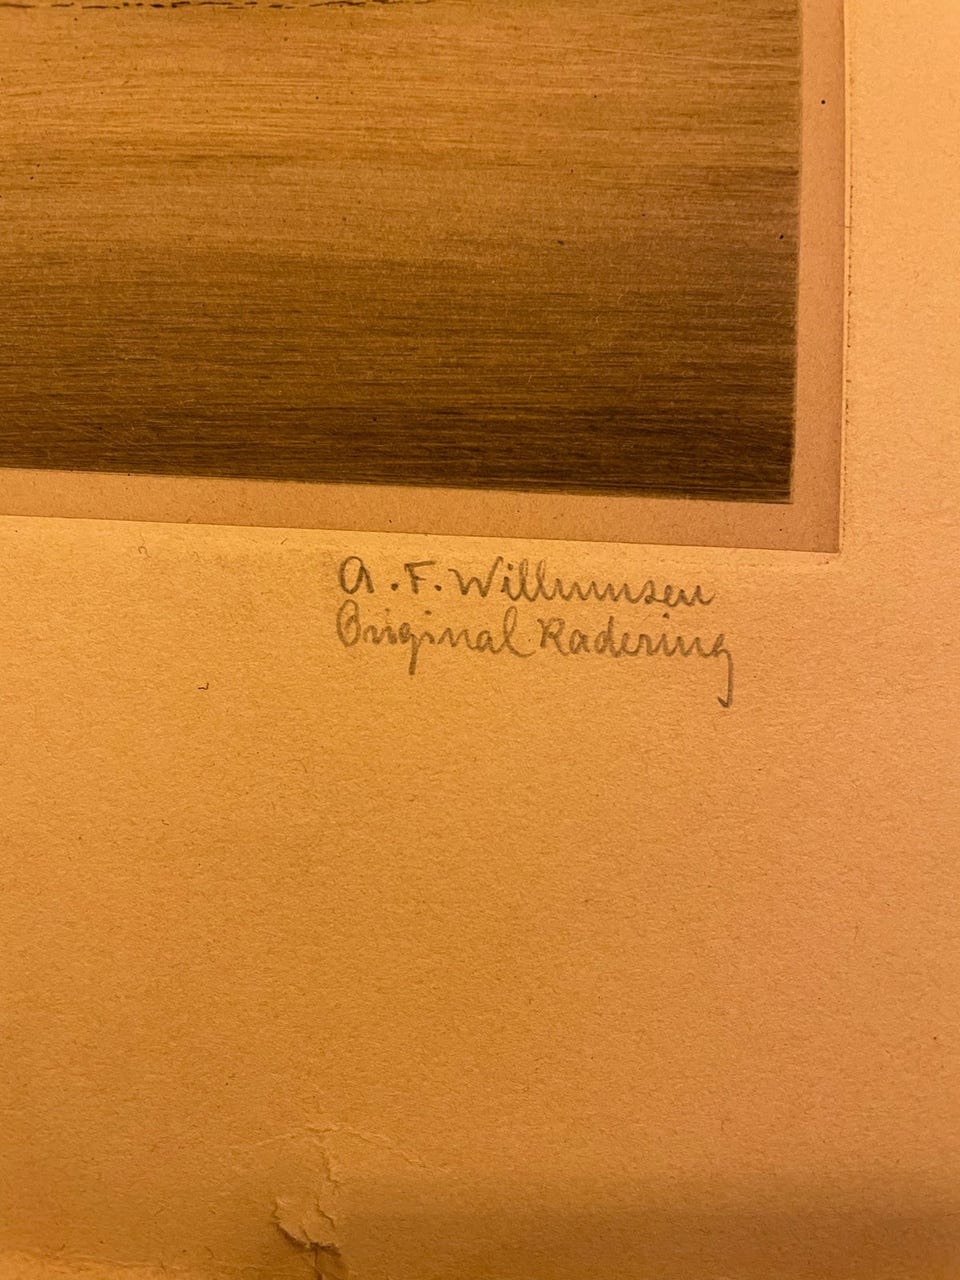 A. F. Willumsen
Original Radering